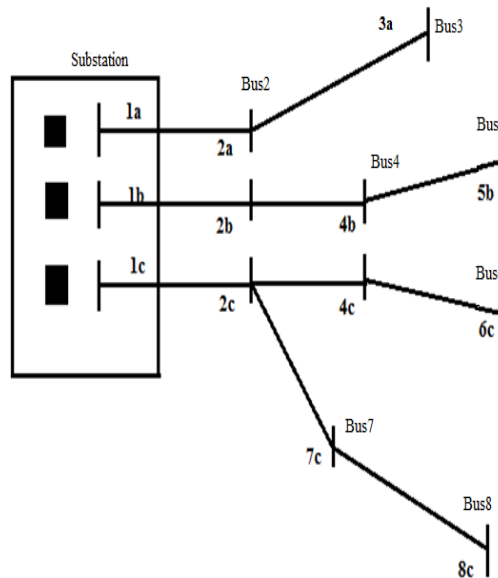 3a
Bus3
Substation
Bus2
1a
2a
Bus
Bus4
1b
2b
4b
5b
1c
2c
4c
Bus
6c
Bus7
7c
Bus8
8c